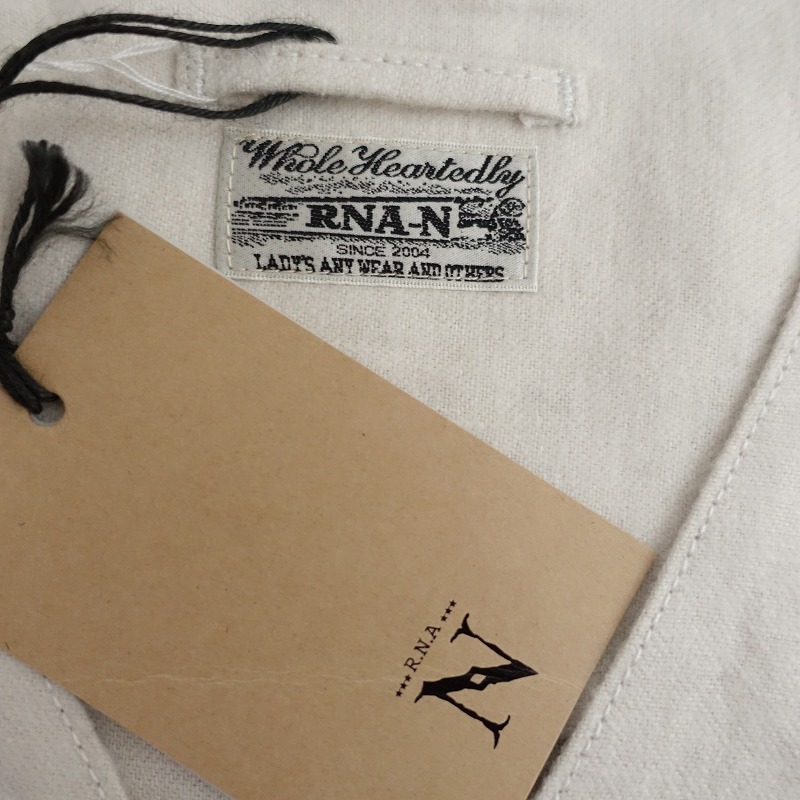 Whole Heartedly
RNA-N
SINCE 2004
LADY'S ANY WEAR AND OTHERS
★★★ R.N.A ★★★
N